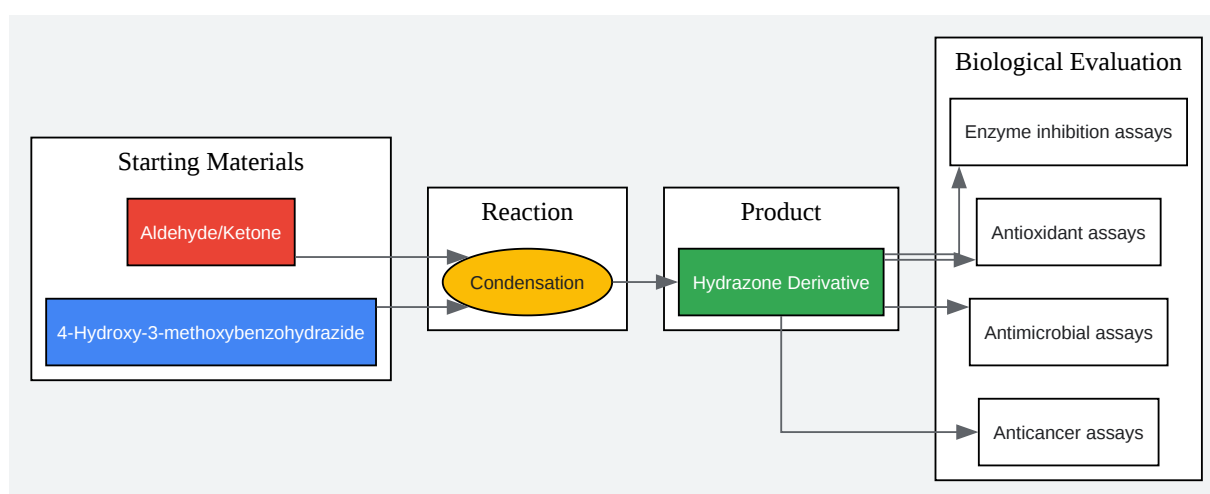 Starting Materials
Aldehyde/Ketone
4-Hydroxy-3-methoxybenzohydrazide
Reaction
Condensation
Product
Hydrazone Derivative
Biological Evaluation
Enzyme inhibition assays
Antioxidant assays
Antimicrobial assays
Anticancer assays